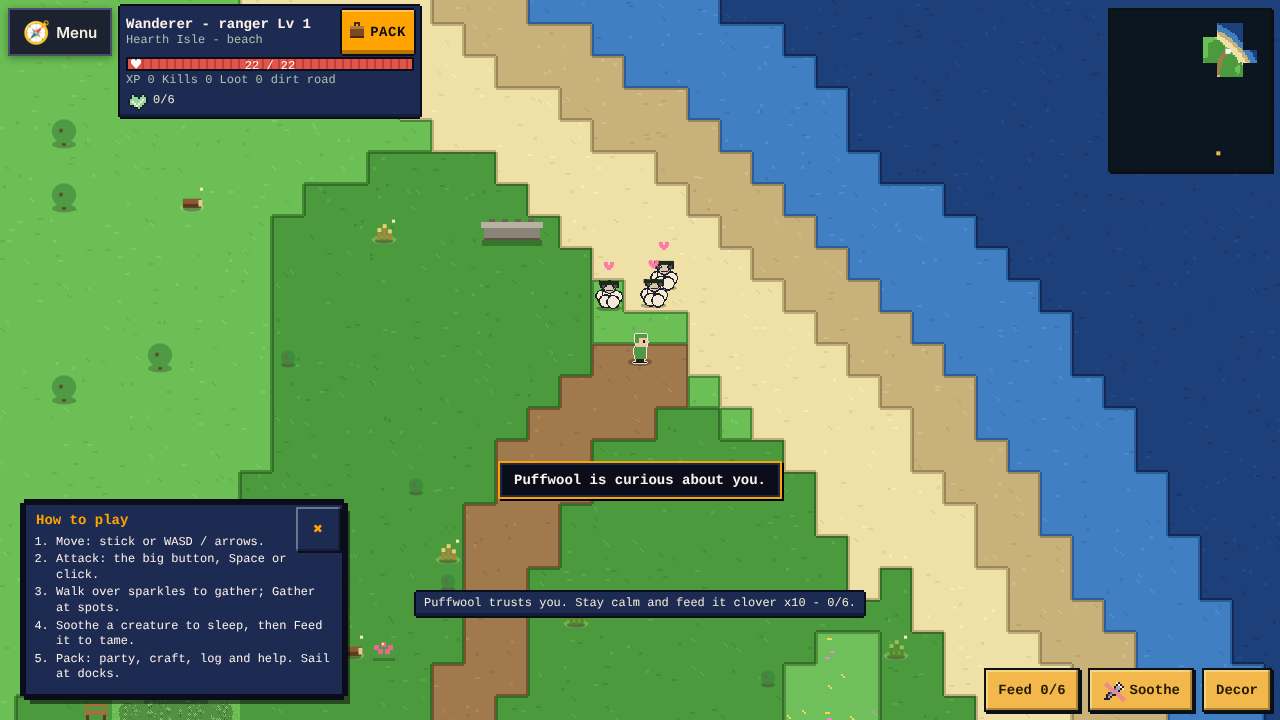 Menu
Wanderer - ranger Lv 1
Hearth Isle - beach
PACK
22 / 22
XP 0 Kills 0 Loot 0 dirt road
0/6
Puffwool is curious about you.
How to play
1. Move: stick or WASD / arrows.
2. Attack: the big button, Space or
click.
3. Walk over sparkles to gather; Gather
at spots.
4. Soothe a creature to sleep, then Feed
it to tame.
5. Pack: party, craft, log and help. Sail
at docks.
Puffwool trusts you. Stay calm and feed it clover x10 - 0/6.
Feed 0/6
Soothe
Decor